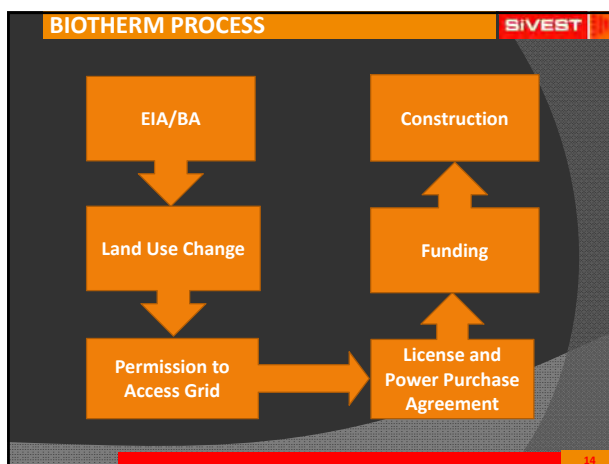 BIOTHERM PROCESS
SiVEST
EIA/BA
Land Use Change
Permission to
Access Grid
License and
Power Purchase
Agreement
Funding
Construction
14